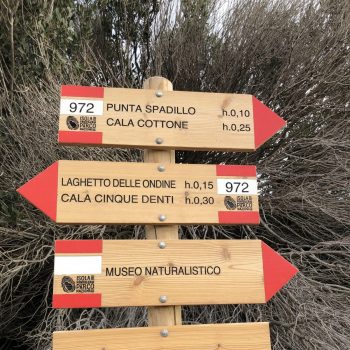 972
PUNTA SPADILLO h.0,10
CALA COTTONE h.0,25
LAGHETTO DELLE ONDINE h.0,15
CALA CINQUE DENTI h.0,30
972
MUSEO NATURALISTICO